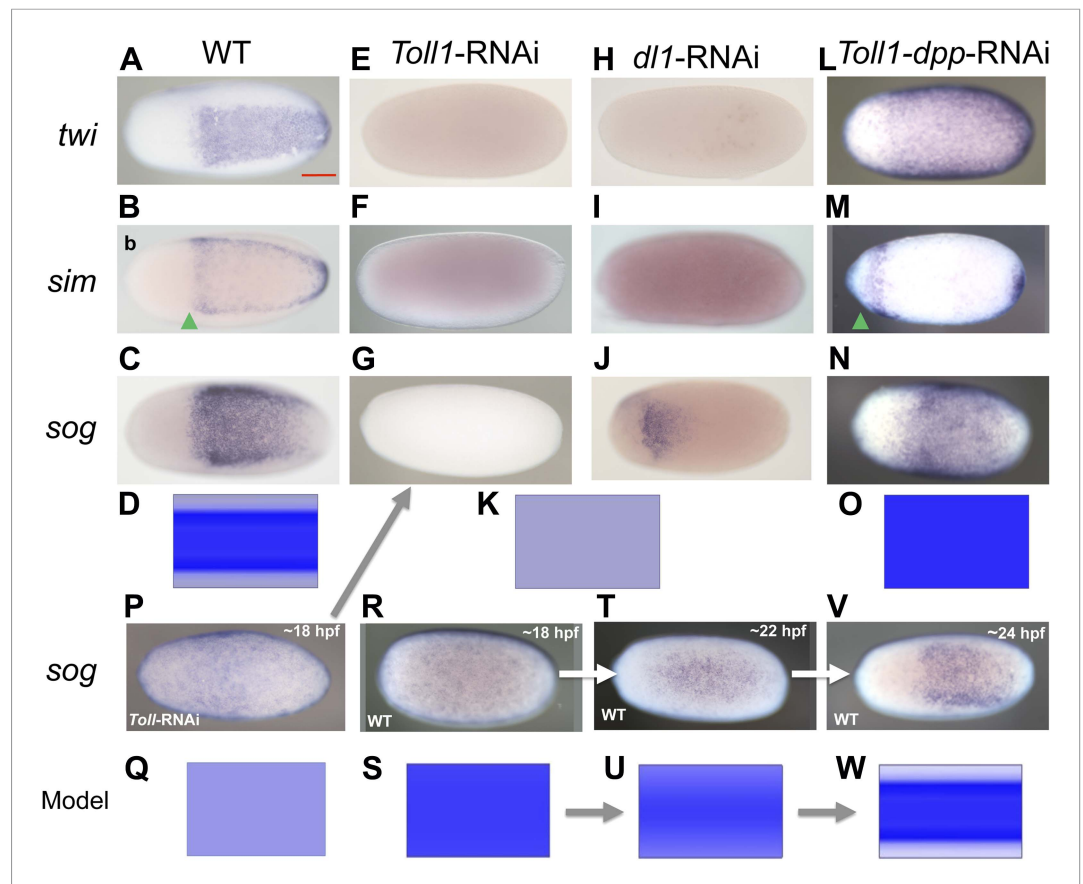 A WT E Toll1-RNAi H dl1-RNAi L Toll1-dpp-RNAi
twi
B F I M
b
sim
C G J N
sog
D K O
P R T V
~18 hpf ~18 hpf ~22 hpf ~24 hpf
sog
Toll-RNAi WT WT WT
Q S U W
Model